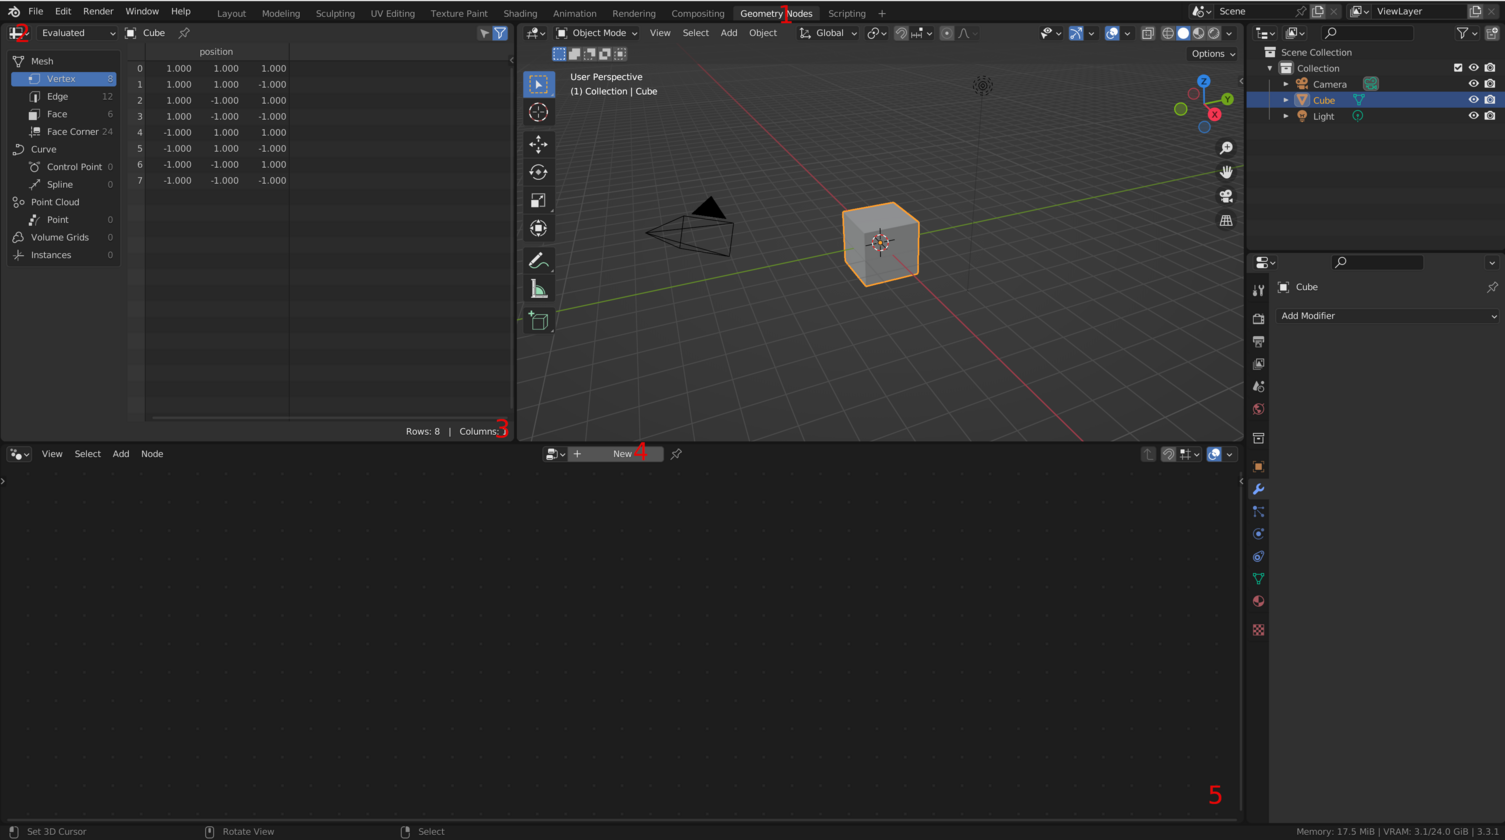 File Edit Render Window Help Layout Modeling Sculpting UV Editing Texture Paint Shading Animation Rendering Compositing Geometry Nodes Scripting + Scene ViewLayer
1
2
Evaluated Cube
Object Mode View Select Add Object Global
Options
position
Mesh
Vertex 8
Edge 12
Face 6
Face Corner 24
Curve
Control Point 0
Spline 0
Point Cloud
Point 0
Volume Grids 0
Instances 0
0 1.000 1.000 1.000
1 1.000 1.000 -1.000
2 1.000 -1.000 1.000
3 1.000 -1.000 -1.000
4 -1.000 1.000 1.000
5 -1.000 1.000 -1.000
6 -1.000 -1.000 1.000
7 -1.000 -1.000 -1.000
Rows: 8 | Columns:
3
User Perspective
(1) Collection | Cube
Z
Y
X
Scene Collection
Collection
Camera
Cube
Light
Cube
Add Modifier
View Select Add Node
+ New
4
5
Set 3D Cursor Rotate View Select
Memory: 17.5 MiB | VRAM: 3.1/24.0 GiB | 3.3.1